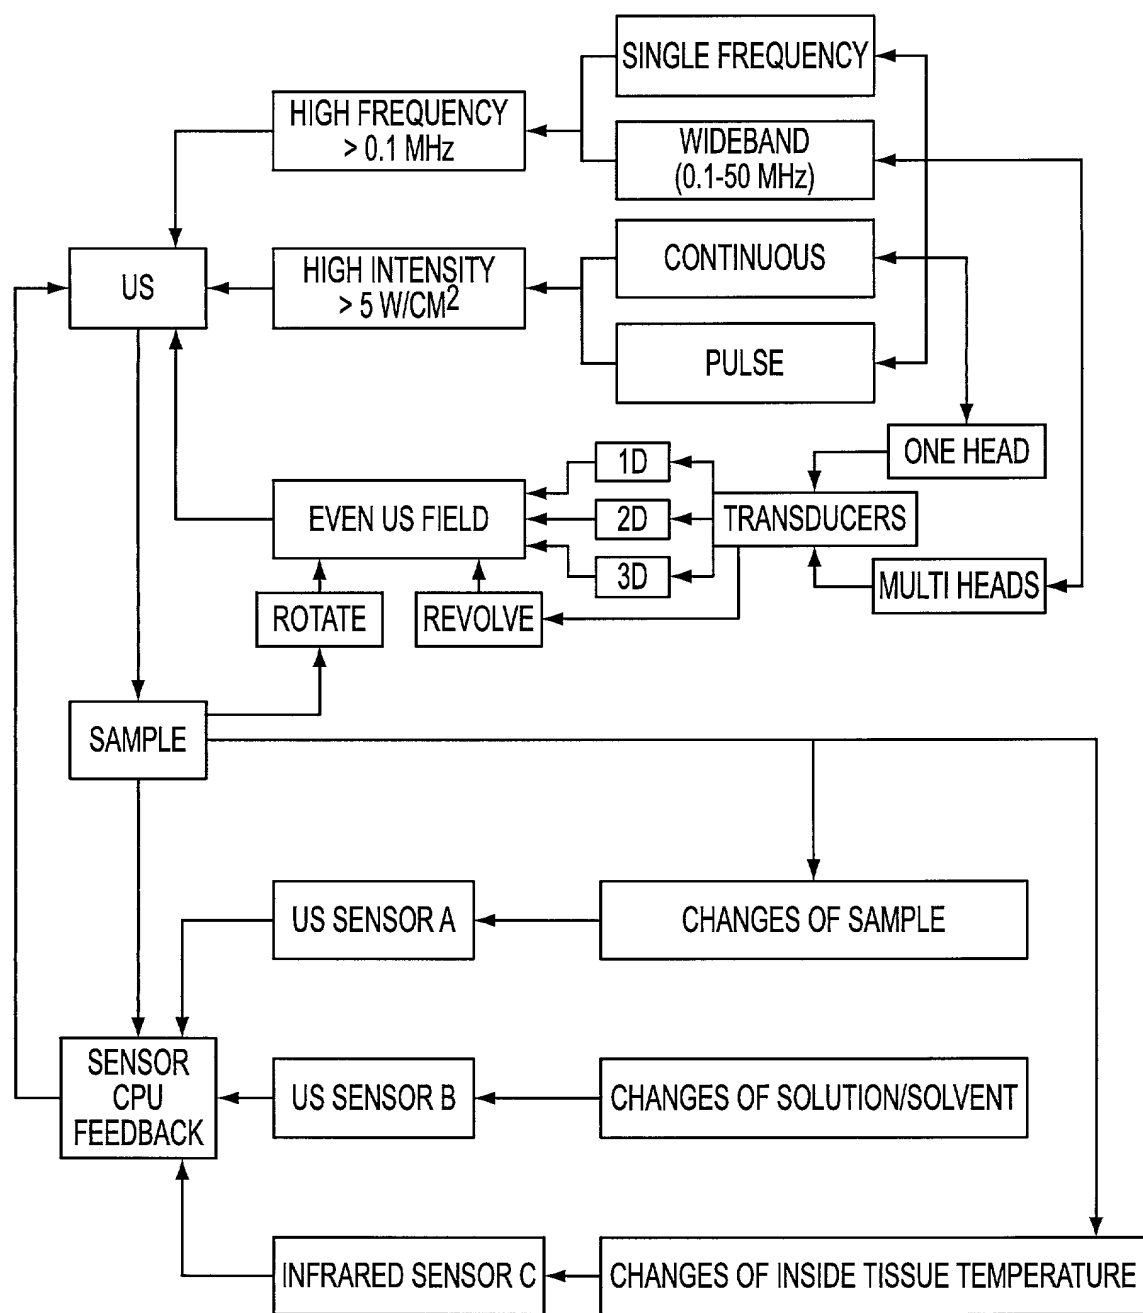 SINGLE FREQUENCY
HIGH FREQUENCY
> 0.1 MHz
WIDEBAND
(0.1-50 MHz)
US
HIGH INTENSITY
> 5 W/CM²
CONTINUOUS
PULSE
ONE HEAD
1D
EVEN US FIELD
2D
TRANSDUCERS
3D
MULTI HEADS
ROTATE
REVOLVE
SAMPLE
US SENSOR A
CHANGES OF SAMPLE
SENSOR
CPU
FEEDBACK
US SENSOR B
CHANGES OF SOLUTION/SOLVENT
INFRARED SENSOR C
CHANGES OF INSIDE TISSUE TEMPERATURE